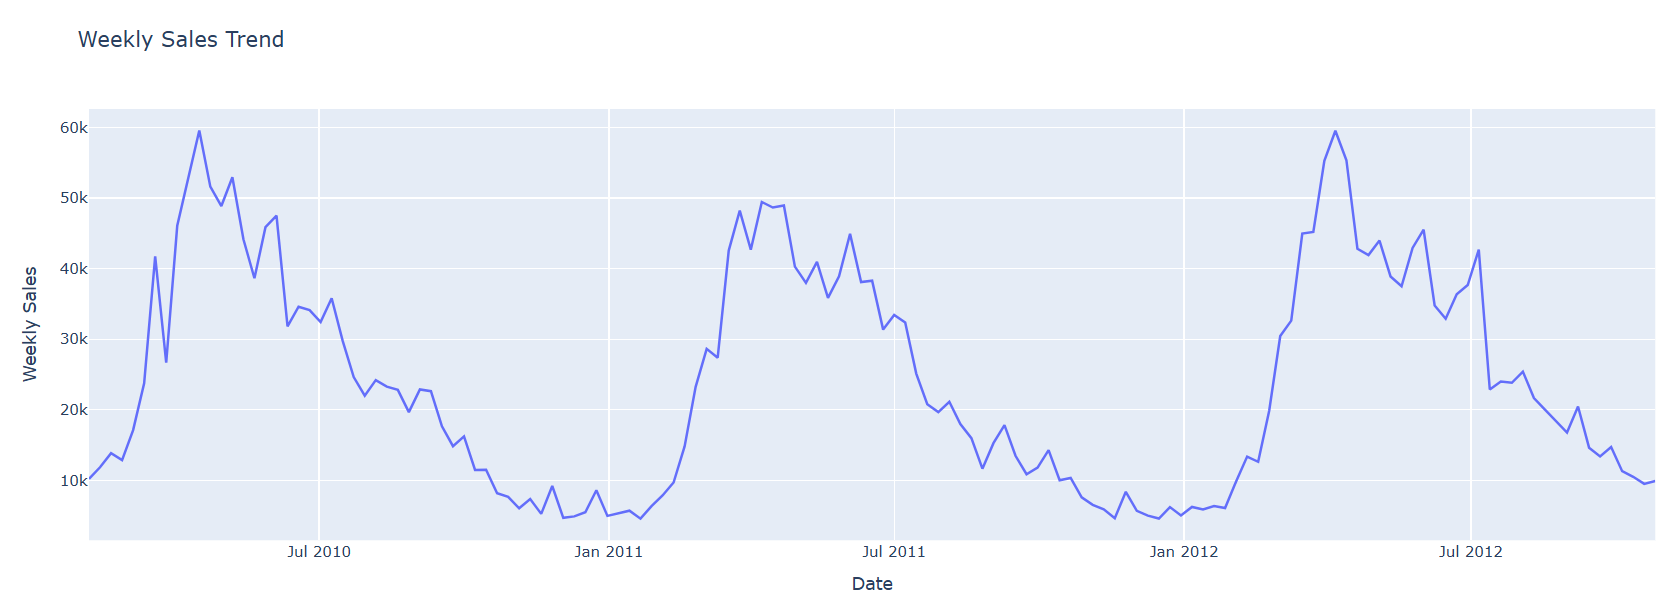 Weekly Sales Trend
60k
50k
40k
30k
20k
10k
Weekly Sales
Jul 2010
Jan 2011
Jul 2011
Jan 2012
Jul 2012
Date